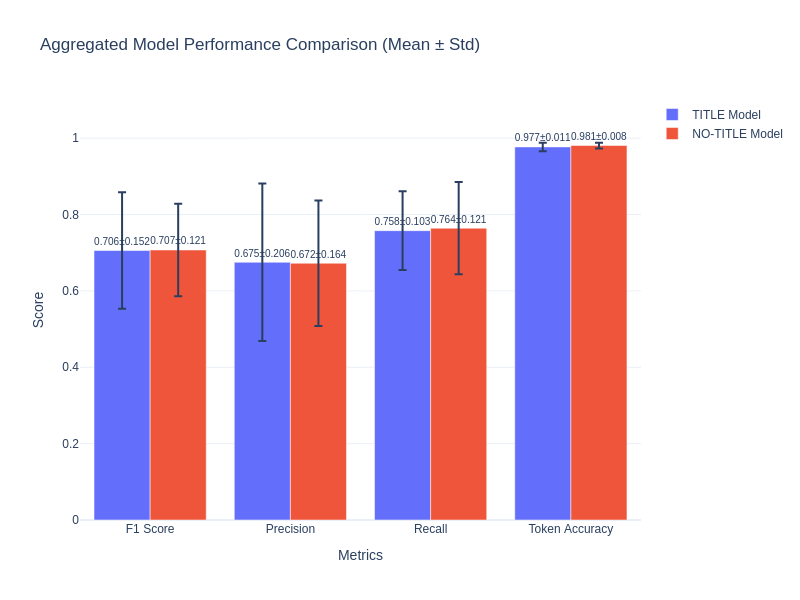 Aggregated Model Performance Comparison (Mean ± Std)
TITLE Model
NO-TITLE Model
0.706±0.152
0.707±0.121
0.675±0.206
0.672±0.164
0.758±0.103
0.764±0.121
0.977±0.011
0.981±0.008
1
0.8
0.6
0.4
0.2
0
Score
F1 Score
Precision
Recall
Token Accuracy
Metrics